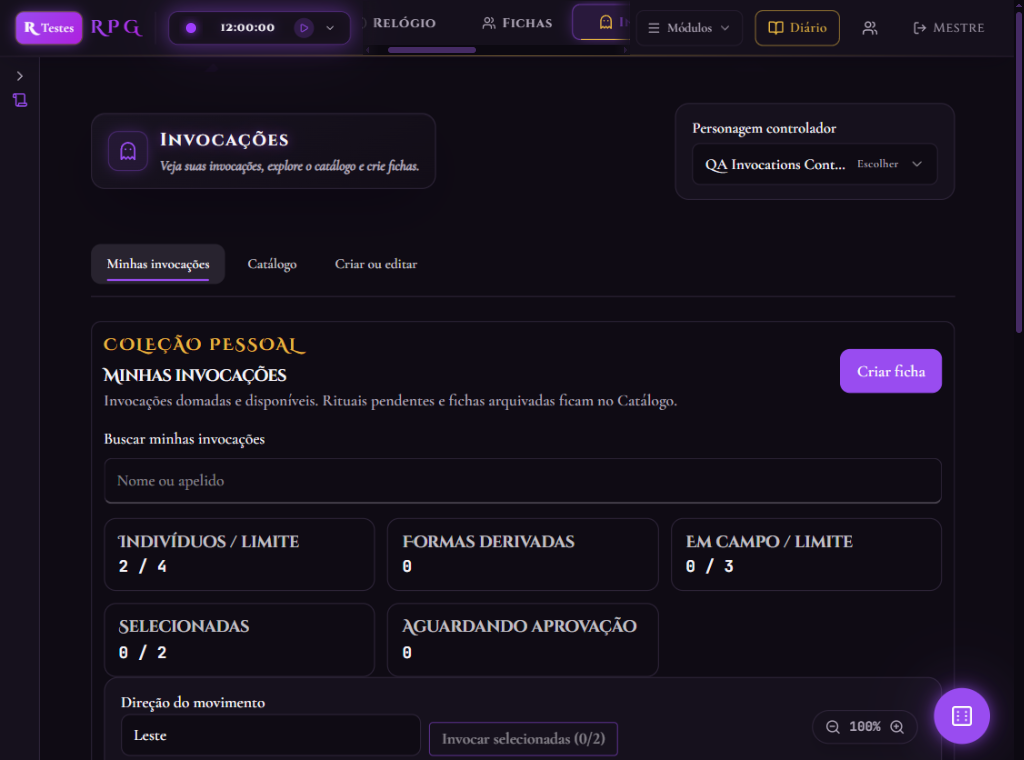 R Testes
RPG
12:00:00
Relógio
Fichas
Módulos
Diário
MESTRE
Invocações
Veja suas invocações, explore o catálogo e crie fichas.
Personagem controlador
QA Invocations Cont...
Escolher
Minhas invocações
Catálogo
Criar ou editar
COLEÇÃO PESSOAL
Minhas invocações
Invocações domadas e disponíveis. Rituais pendentes e fichas arquivadas ficam no Catálogo.
Criar ficha
Buscar minhas invocações
Nome ou apelido
Indivíduos / limite
2 / 4
Formas derivadas
0
Em campo / limite
0 / 3
Selecionadas
0 / 2
Aguardando aprovação
0
Direção do movimento
Leste
Invocar selecionadas (0/2)
100%